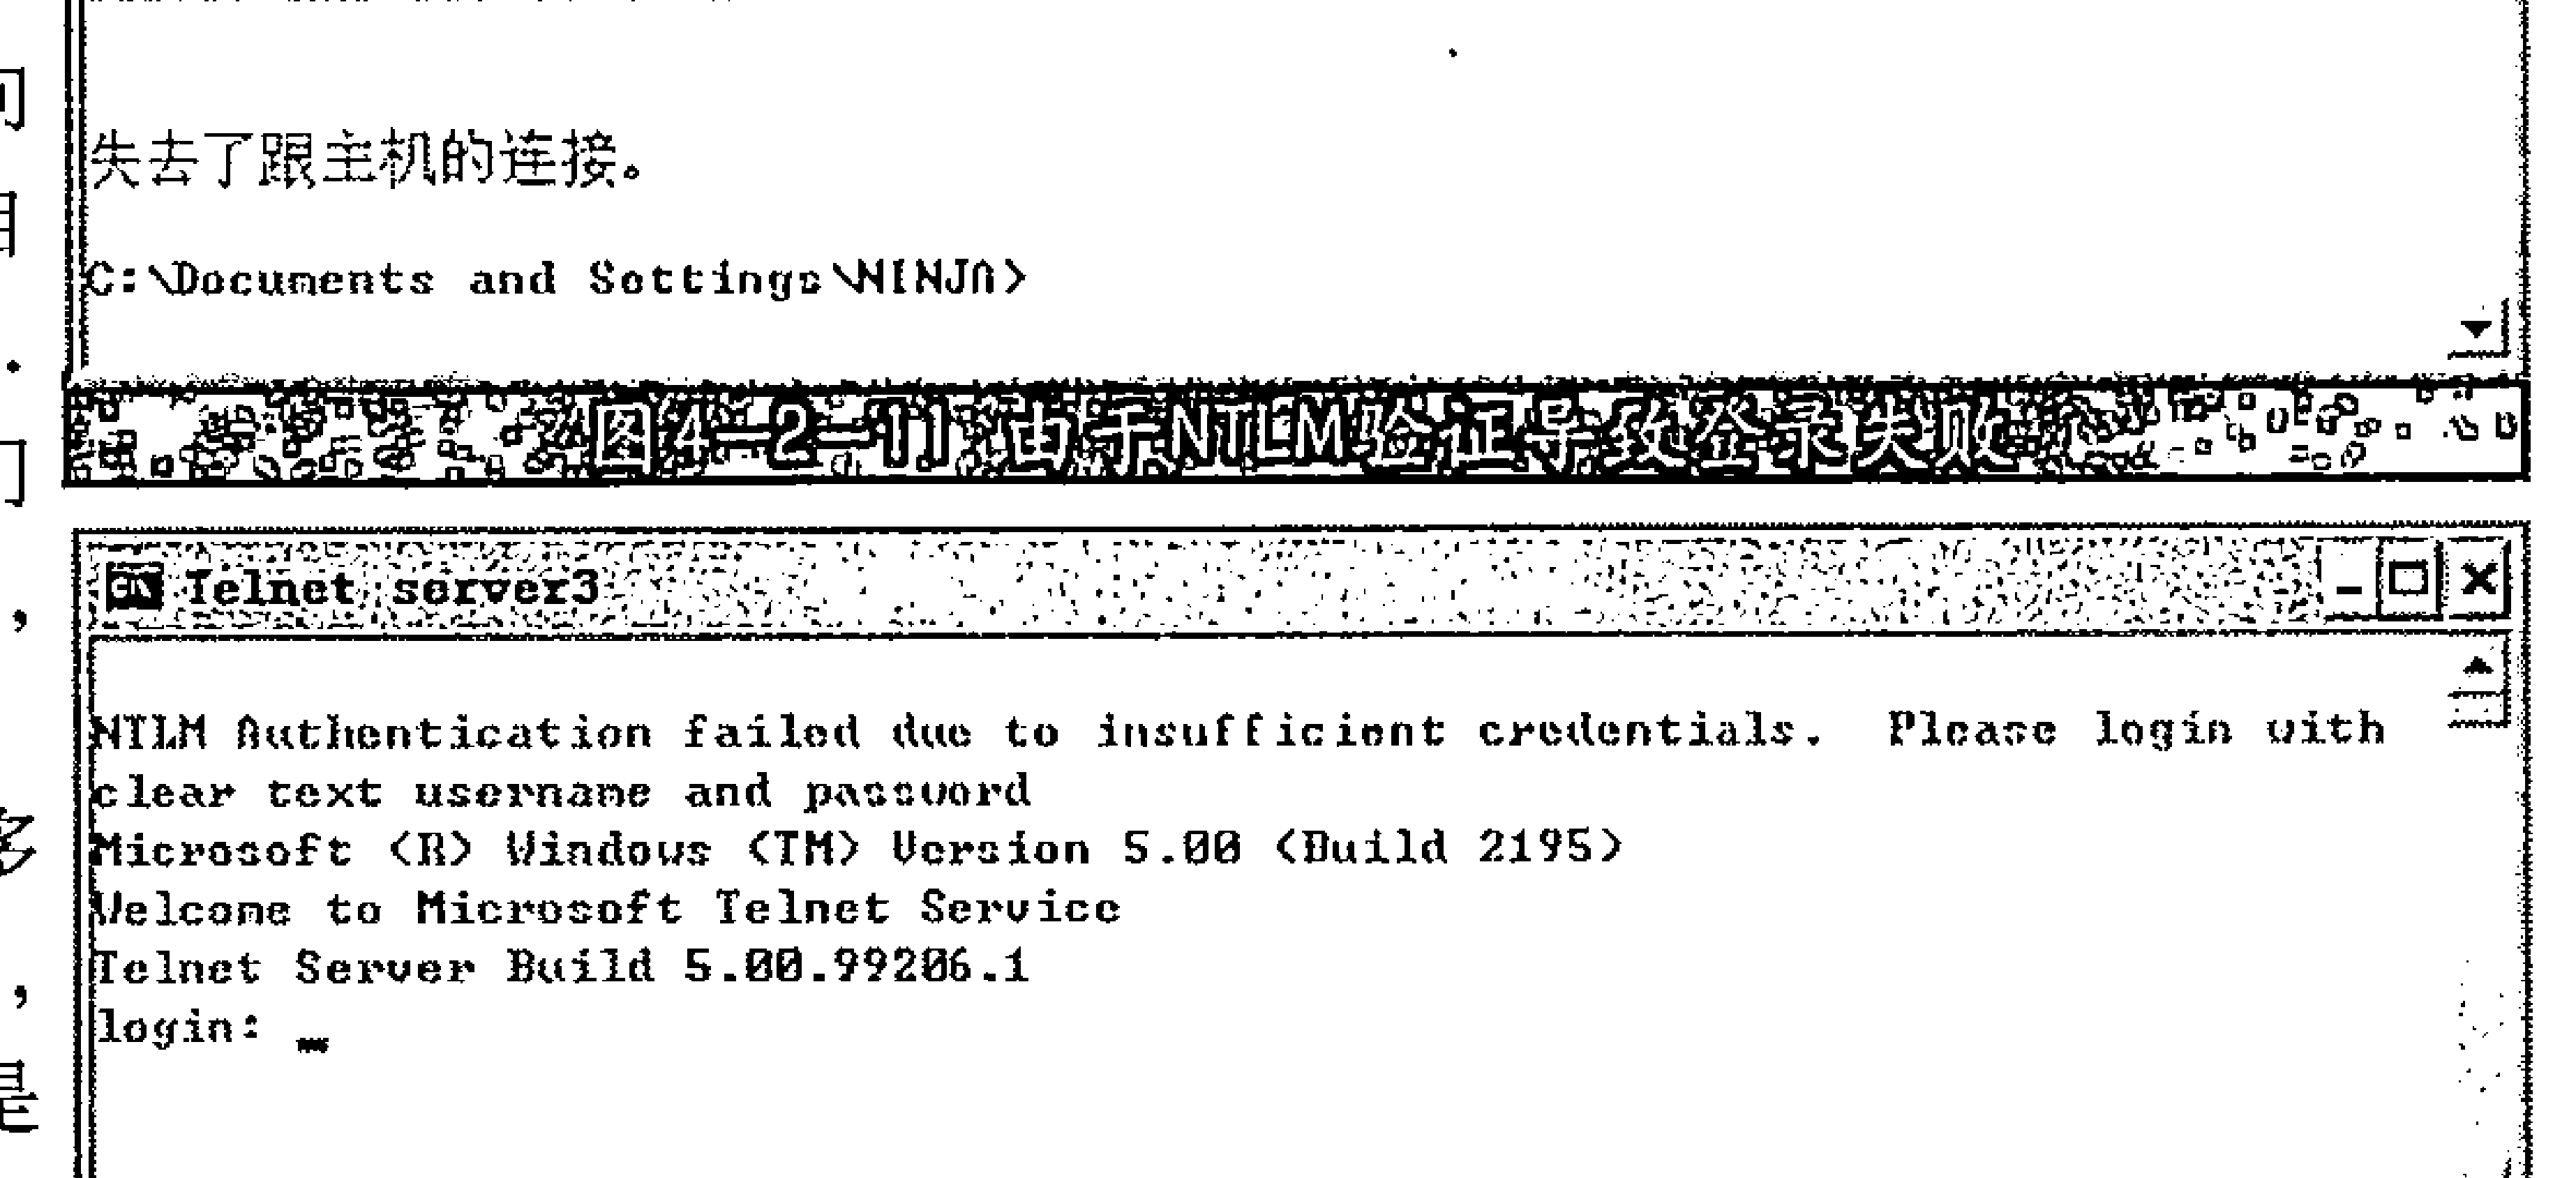 失去了跟主机的连接。
C:\Documents and Settings\NINJA>
图4-2-11 由于NTLM验证导致登录失败
Telnet server3
NTLM Authentication failed due to insufficient credentials.  Please login with
clear text username and password
Microsoft (R) Windows (TM) Version 5.00 (Build 2195)
Welcome to Microsoft Telnet Service
Telnet Server Build 5.00.99206.1
login: _